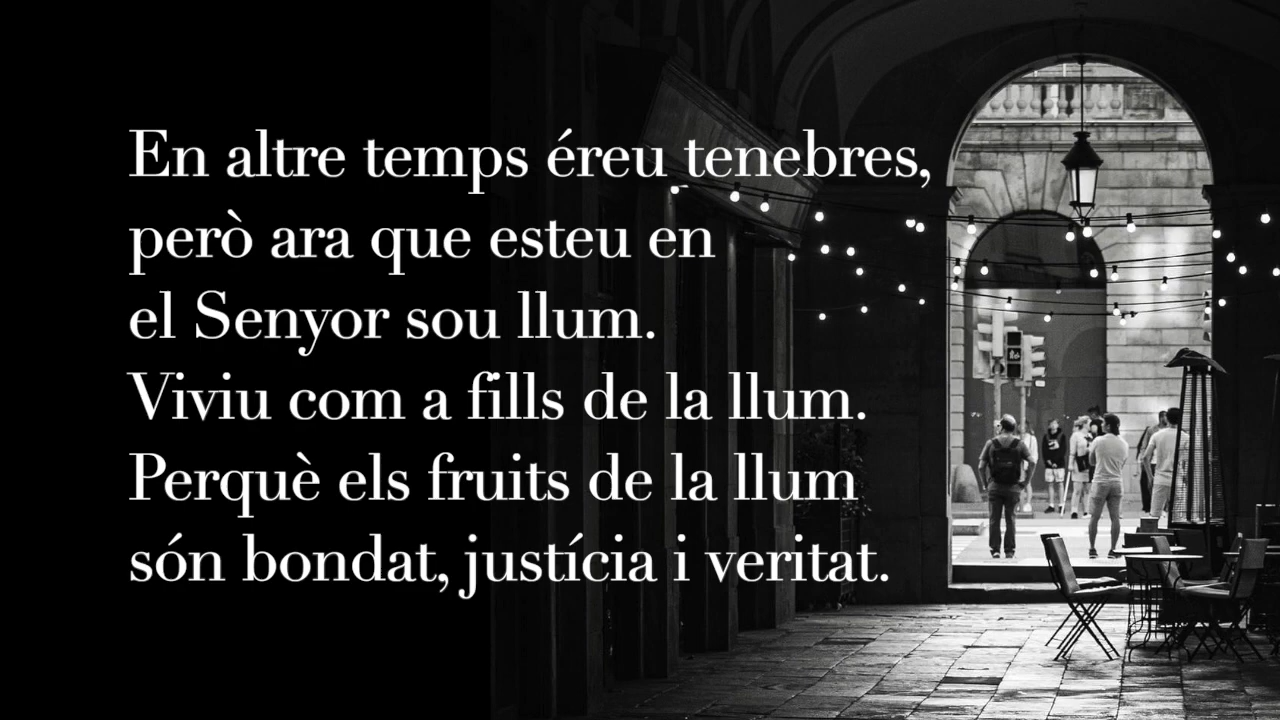 En altre temps éreu tenebres,
però ara que esteu en
el Senyor sou llum.
Viviu com a fills de la llum.
Perquè els fruits de la llum
són bondat, justícia i veritat.